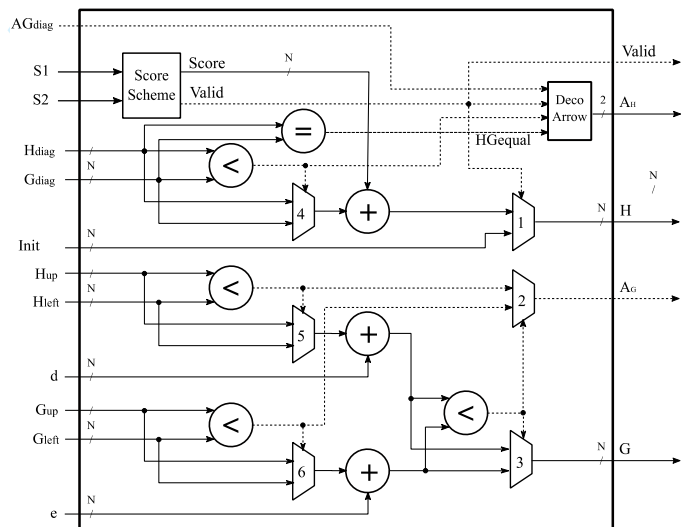 AGdiag
S1
S2
Score
Scheme
Score
N
Valid
Valid
Deco
Arrow
2
AH
=
HGequal
Hdiag
N
Gdiag
<
4
+
1
N
N
H
Init
N
Hup
N
Hleft
<
5
+
2
AG
d
N
Gup
N
Gleft
<
6
+
<
3
N
G
e
N